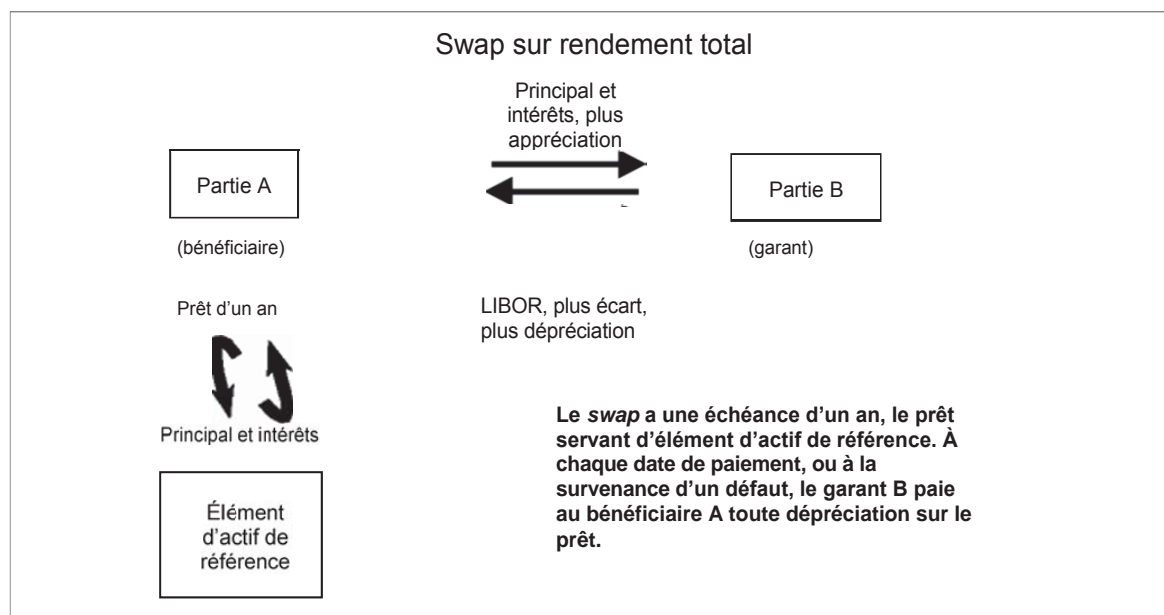 Swap sur rendement total
Principal et
intérêts, plus
appréciation
Partie A
Partie B
(bénéficiaire)
(garant)
Prêt d’un an
LIBOR, plus écart,
plus dépréciation
Principal et intérêts
Le swap a une échéance d’un an, le prêt
servant d’élément d’actif de référence. À
chaque date de paiement, ou à la
survenance d’un défaut, le garant B paie
au bénéficiaire A toute dépréciation sur le
prêt.
Élément
d’actif de
référence